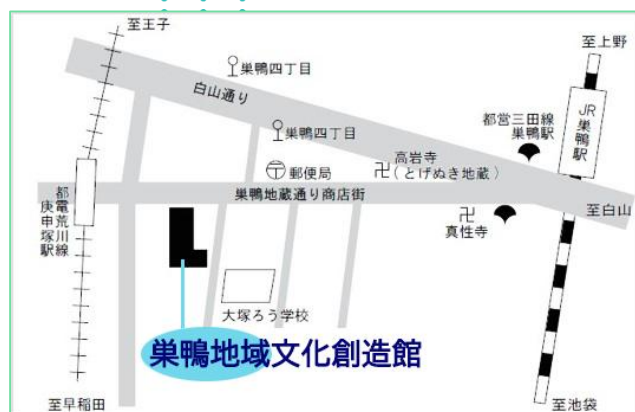 至王子
至上野
巣鴨四丁目
白山通り
都営三田線
巣鴨駅
JR
巣鴨駅
巣鴨四丁目
高岩寺
(とげぬき地蔵)
郵便局
巣鴨地蔵通り商店街
都電荒川線
庚申塚駅
至白山
真性寺
大塚ろう学校
巣鴨地域文化創造館
至早稲田
至池袋